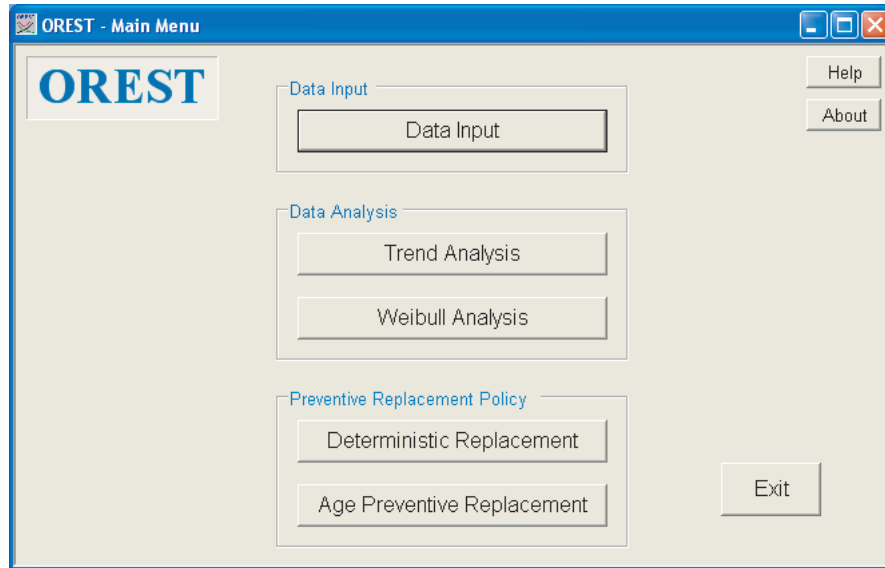 OREST - Main Menu
OREST
Help
About
Data Input
Data Input
Data Analysis
Trend Analysis
Weibull Analysis
Preventive Replacement Policy
Deterministic Replacement
Age Preventive Replacement
Exit